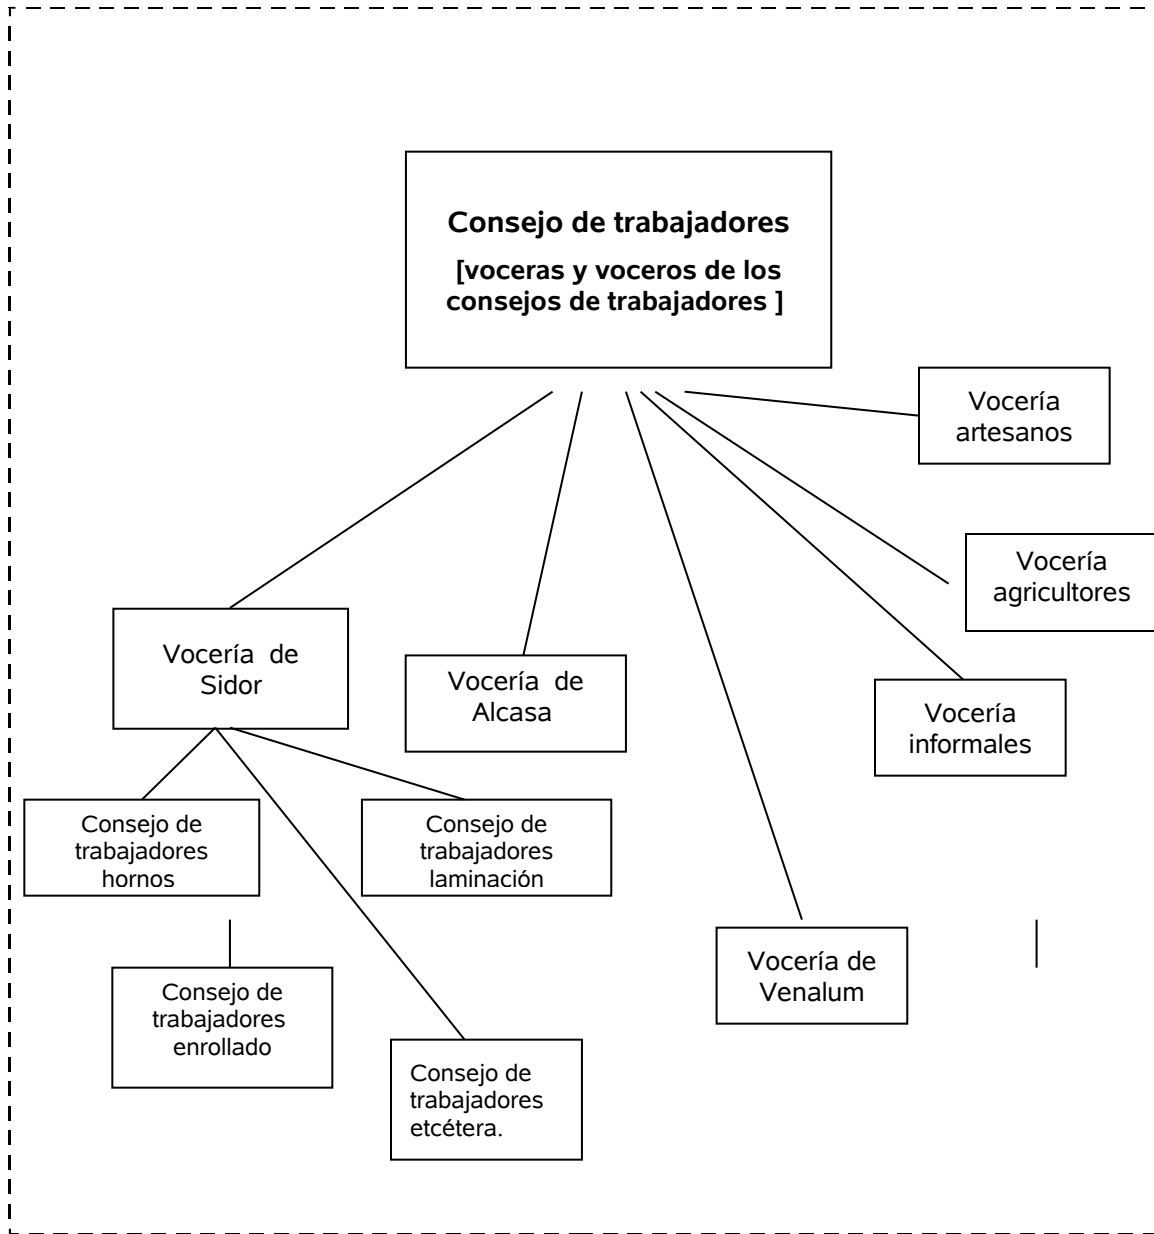 Consejo de trabajadores
[voceras y voceros de los
consejos de trabajadores ]
Vocería
artesanos
Vocería
agricultores
Vocería de
Sidor
Vocería de
Alcasa
Vocería
informales
Consejo de
trabajadores
hornos
Consejo de
trabajadores
laminación
Vocería de
Venalum
Consejo de
trabajadores
enrollado
Consejo de
trabajadores
etcétera.